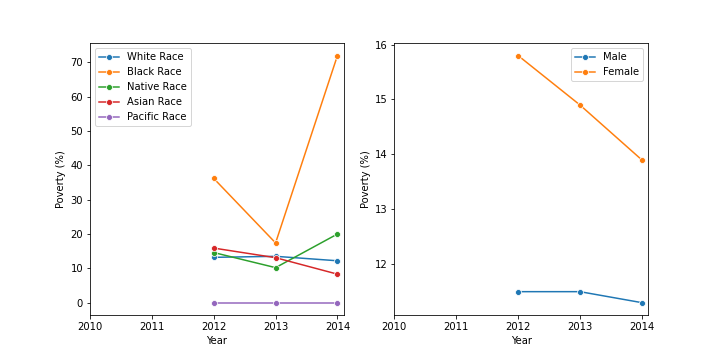 White Race
Black Race
Native Race
Asian Race
Pacific Race
70
60
50
40
30
20
10
0
Poverty (%)
2010 2011 2012 2013 2014
Year
Male
Female
16
15
14
13
12
Poverty (%)
2010 2011 2012 2013 2014
Year